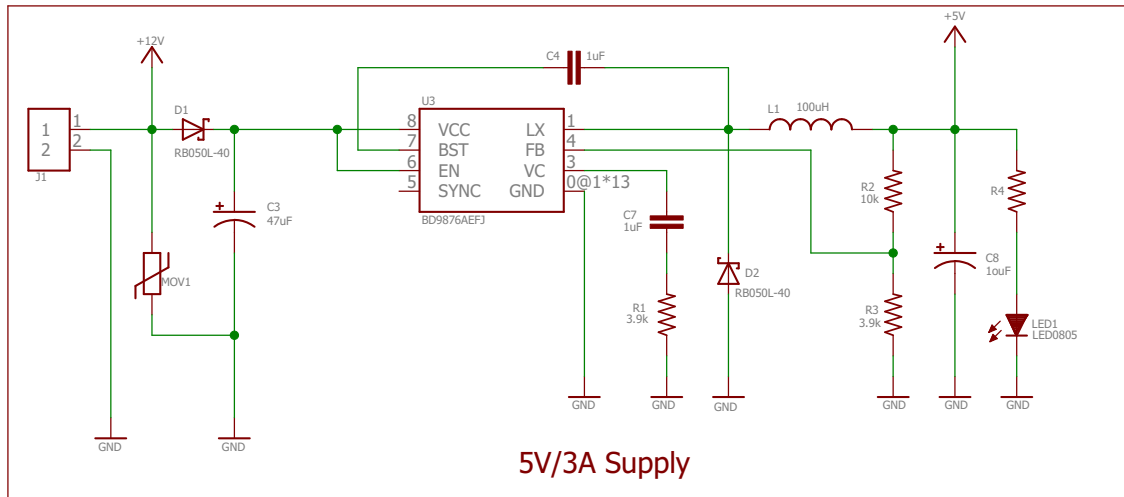 +12V
+5V
C4
1uF
D1
RB050L-40
U3
L1
100uH
1
2
1
2
J1
8
7
6
5
VCC
BST
EN
SYNC
LX
FB
VC
GND
1
4
3
0@1*13
BD9876AEFJ
C3
47uF
MOV1
C7
1uF
R1
3.9k
D2
RB050L-40
R2
10k
R3
3.9k
R4
C8
1ouF
LED1
LED0805
GND
GND
GND
GND
GND
GND
GND
GND
5V/3A Supply